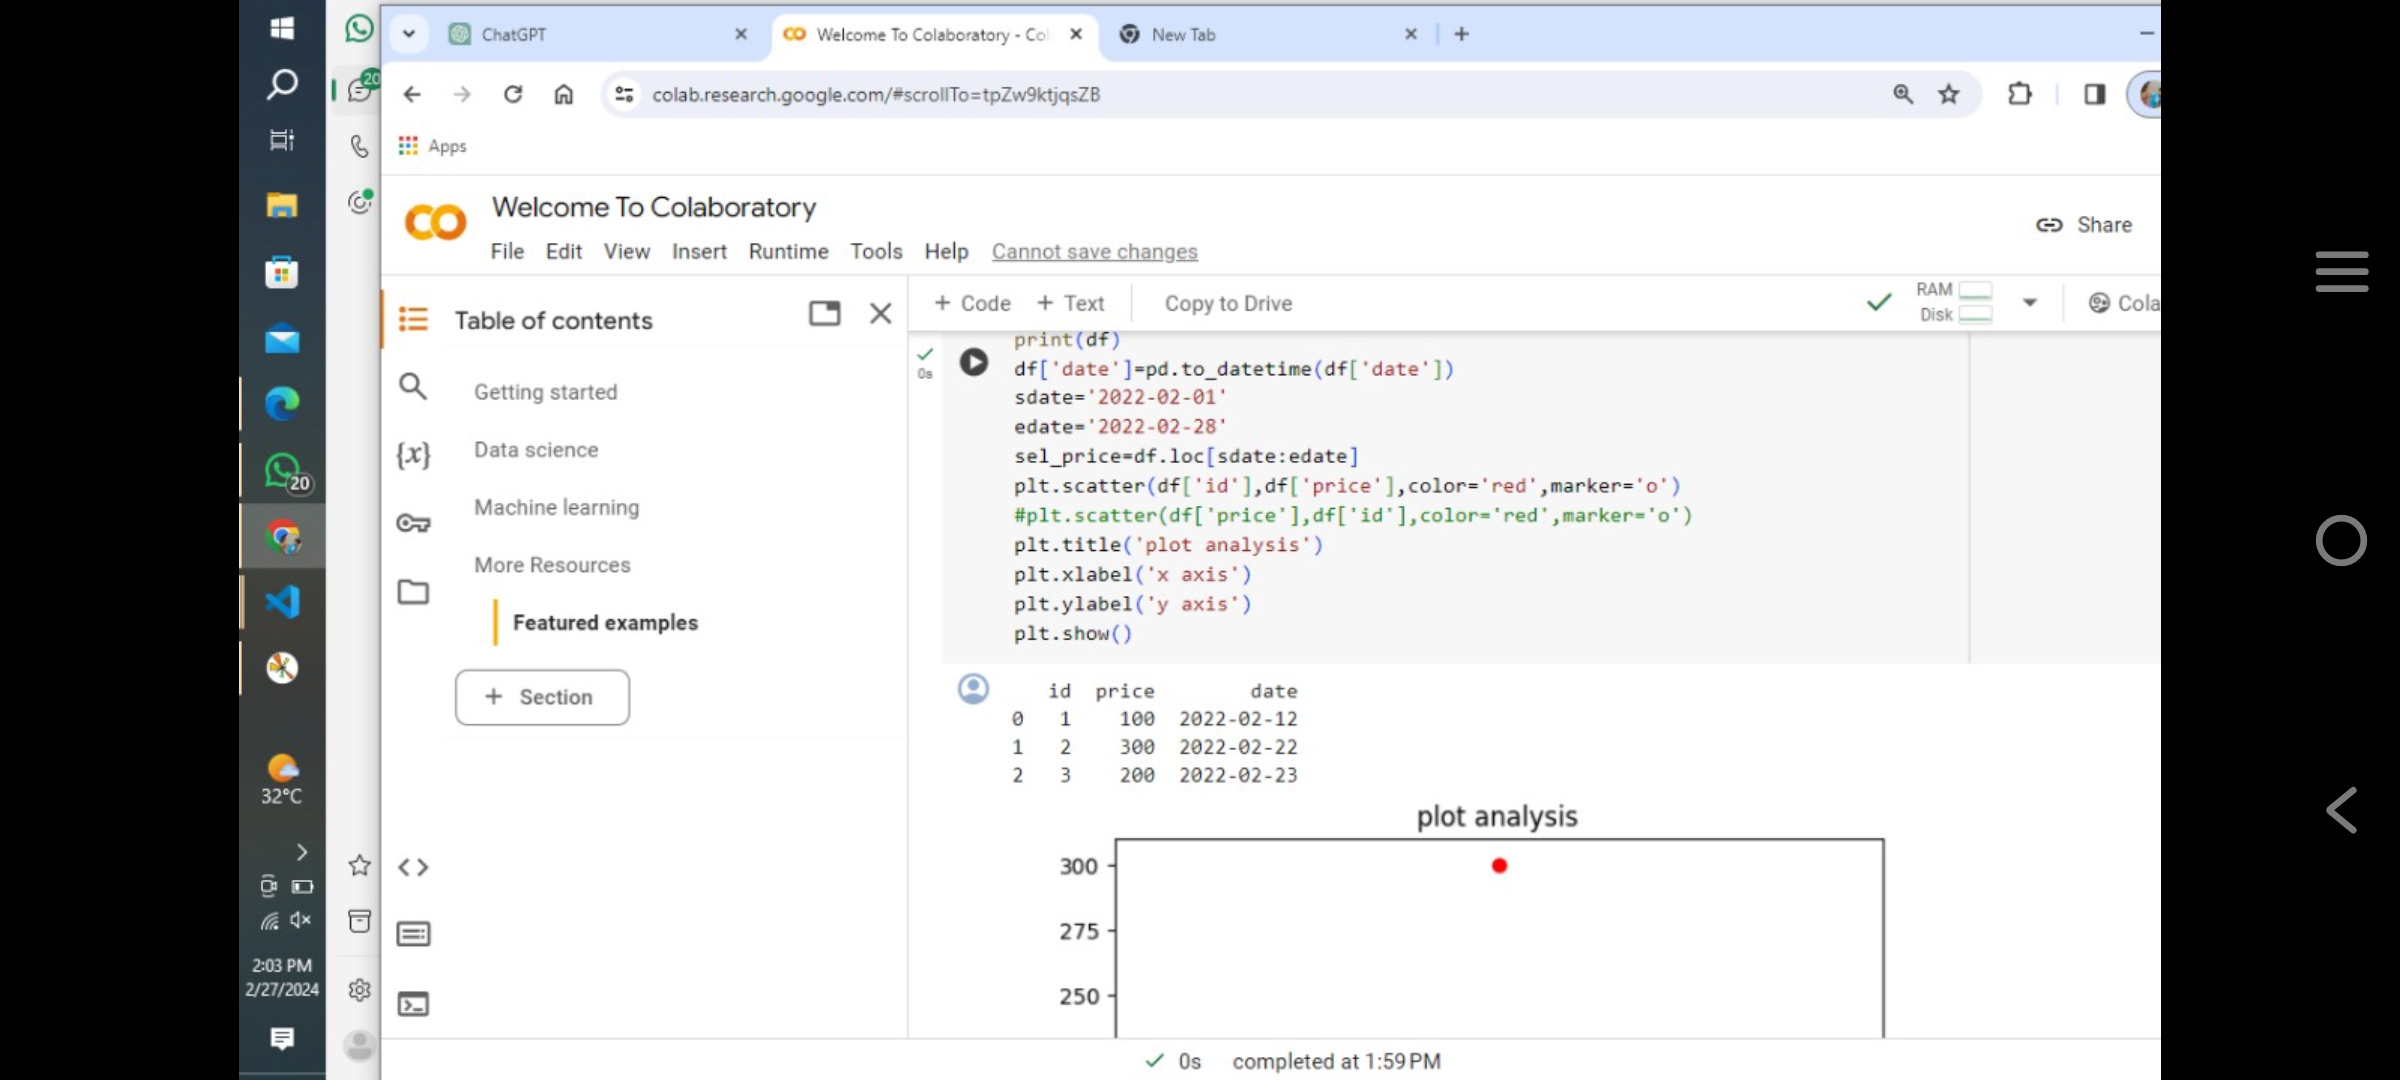 ChatGPT
Welcome To Colaboratory - Col
New Tab
20
colab.research.google.com/#scrollTo=tpZw9ktjqsZB
Apps
Welcome To Colaboratory
Share
File Edit View Insert Runtime Tools Help Cannot save changes
Table of contents
+ Code + Text Copy to Drive
RAM
Disk
Cola
Getting started
Data science
Machine learning
More Resources
Featured examples
+ Section
{x}
20
0s
print(df)
df['date']=pd.to_datetime(df['date'])
sdate='2022-02-01'
edate='2022-02-28'
sel_price=df.loc[sdate:edate]
plt.scatter(df['id'],df['price'],color='red',marker='o')
#plt.scatter(df['price'],df['id'],color='red',marker='o')
plt.title('plot analysis')
plt.xlabel('x axis')
plt.ylabel('y axis')
plt.show()
id price date
0 1 100 2022-02-12
1 2 300 2022-02-22
2 3 200 2022-02-23
plot analysis
300
275
250
32°C
2:03 PM
2/27/2024
0s completed at 1:59 PM